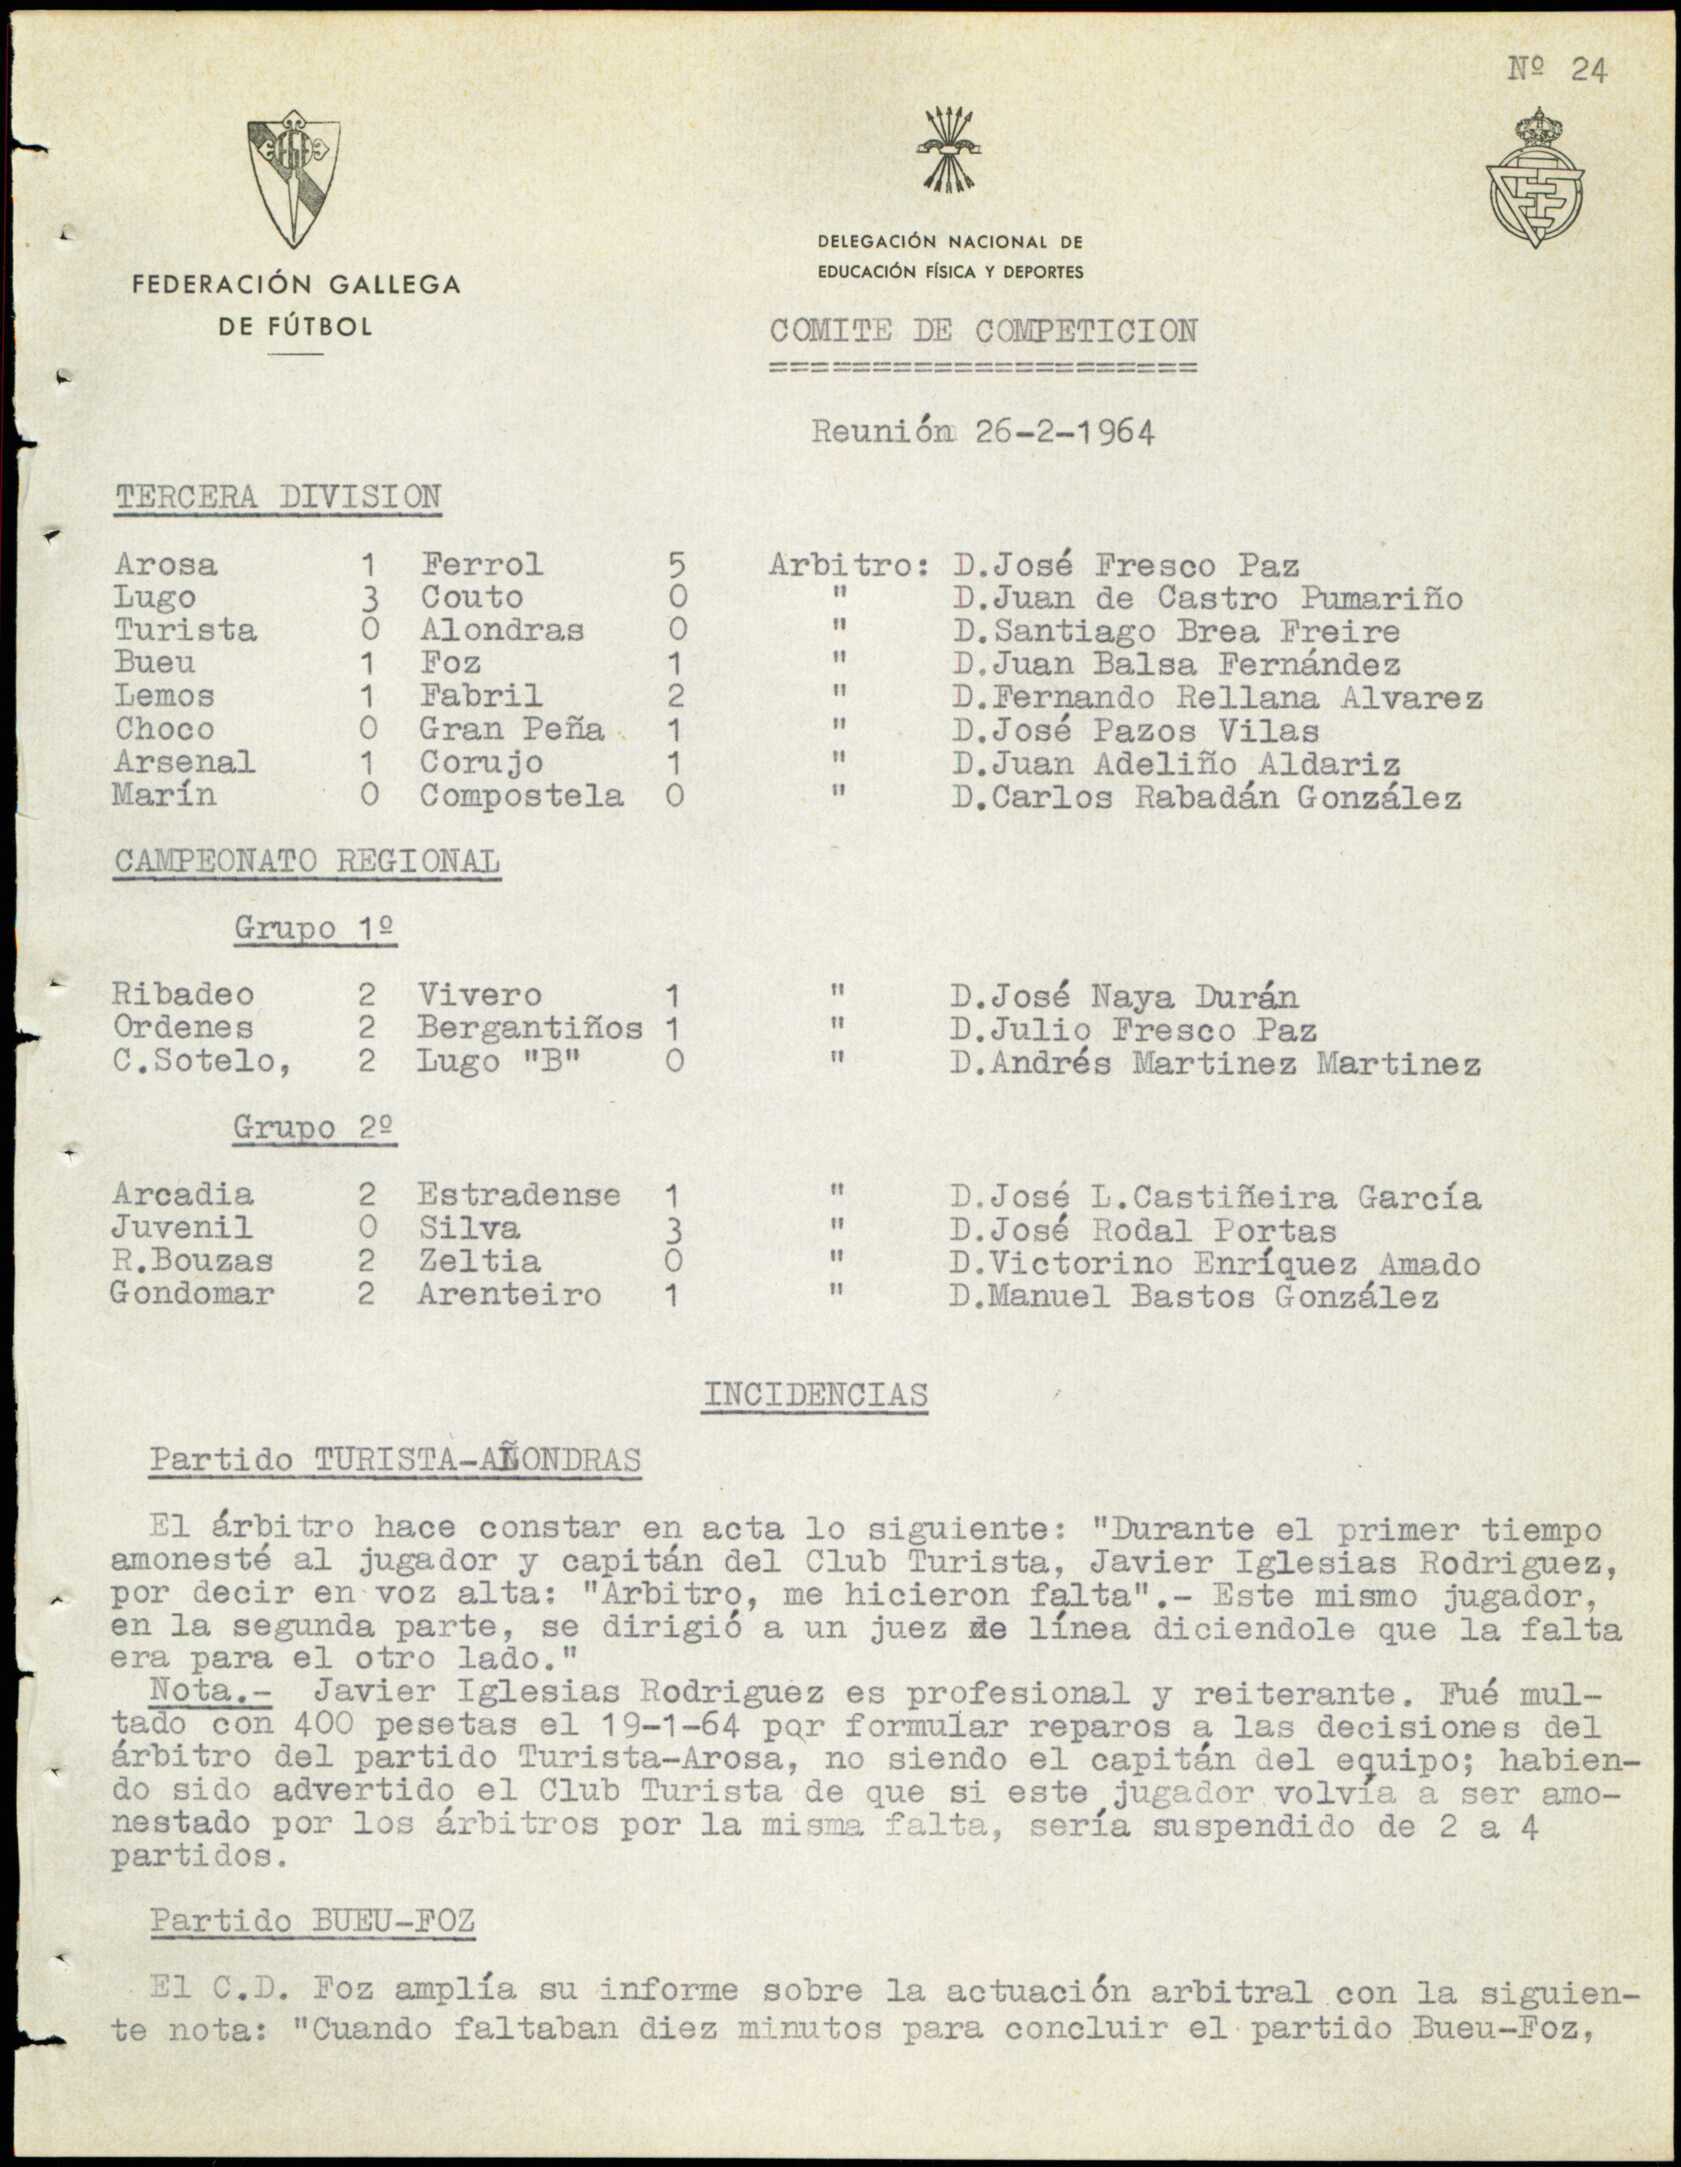 Nº 24
FEDERACIÓN GALLEGA
DE FÚTBOL
DELEGACIÓN NACIONAL DE
EDUCACIÓN FÍSICA Y DEPORTES
COMITE DE COMPETICION
=====================
Reunión 26-2-1964
TERCERA DIVISION
Arosa 1 Ferrol 5 Arbitro: D.José Fresco Paz
Lugo 3 Couto 0 " D.Juan de Castro Pumariño
Turista 0 Alondras 0 " D.Santiago Brea Freire
Bueu 1 Foz 1 " D.Juan Balsa Fernández
Lemos 1 Fabril 2 " D.Fernando Rellana Alvarez
Choco 0 Gran Peña 1 " D.José Pazos Vilas
Arsenal 1 Corujo 1 " D.Juan Adeliño Aldariz
Marín 0 Compostela 0 " D.Carlos Rabadán González
CAMPEONATO REGIONAL
Grupo 1º
Ribadeo 2 Vivero 1 " D.José Naya Durán
Ordenes 2 Bergantiños 1 " D.Julio Fresco Paz
C.Sotelo, 2 Lugo "B" 0 " D.Andrés Martinez Martinez
Grupo 2º
Arcadia 2 Estradense 1 " D.José L.Castiñeira García
Juvenil 0 Silva 3 " D.José Rodal Portas
R.Bouzas 2 Zeltia 0 " D.Victorino Enríquez Amado
Gondomar 2 Arenteiro 1 " D.Manuel Bastos González
INCIDENCIAS
Partido TURISTA-ALONDRAS
El árbitro hace constar en acta lo siguiente: "Durante el primer tiempo
amonesté al jugador y capitán del Club Turista, Javier Iglesias Rodriguez,
por decir en voz alta: "Arbitro, me hicieron falta".- Este mismo jugador,
en la segunda parte, se dirigió a un juez de línea diciendole que la falta
era para el otro lado."
Nota.- Javier Iglesias Rodriguez es profesional y reiterante. Fué mul-
tado con 400 pesetas el 19-1-64 por formular reparos a las decisiones del
árbitro del partido Turista-Arosa, no siendo el capitán del equipo; habien-
do sido advertido el Club Turista de que si este jugador volvía a ser amo-
nestado por los árbitros por la misma falta, sería suspendido de 2 a 4
partidos.
Partido BUEU-FOZ
El C.D. Foz amplía su informe sobre la actuación arbitral con la siguien-
te nota: "Cuando faltaban diez minutos para concluir el partido Bueu-Foz,